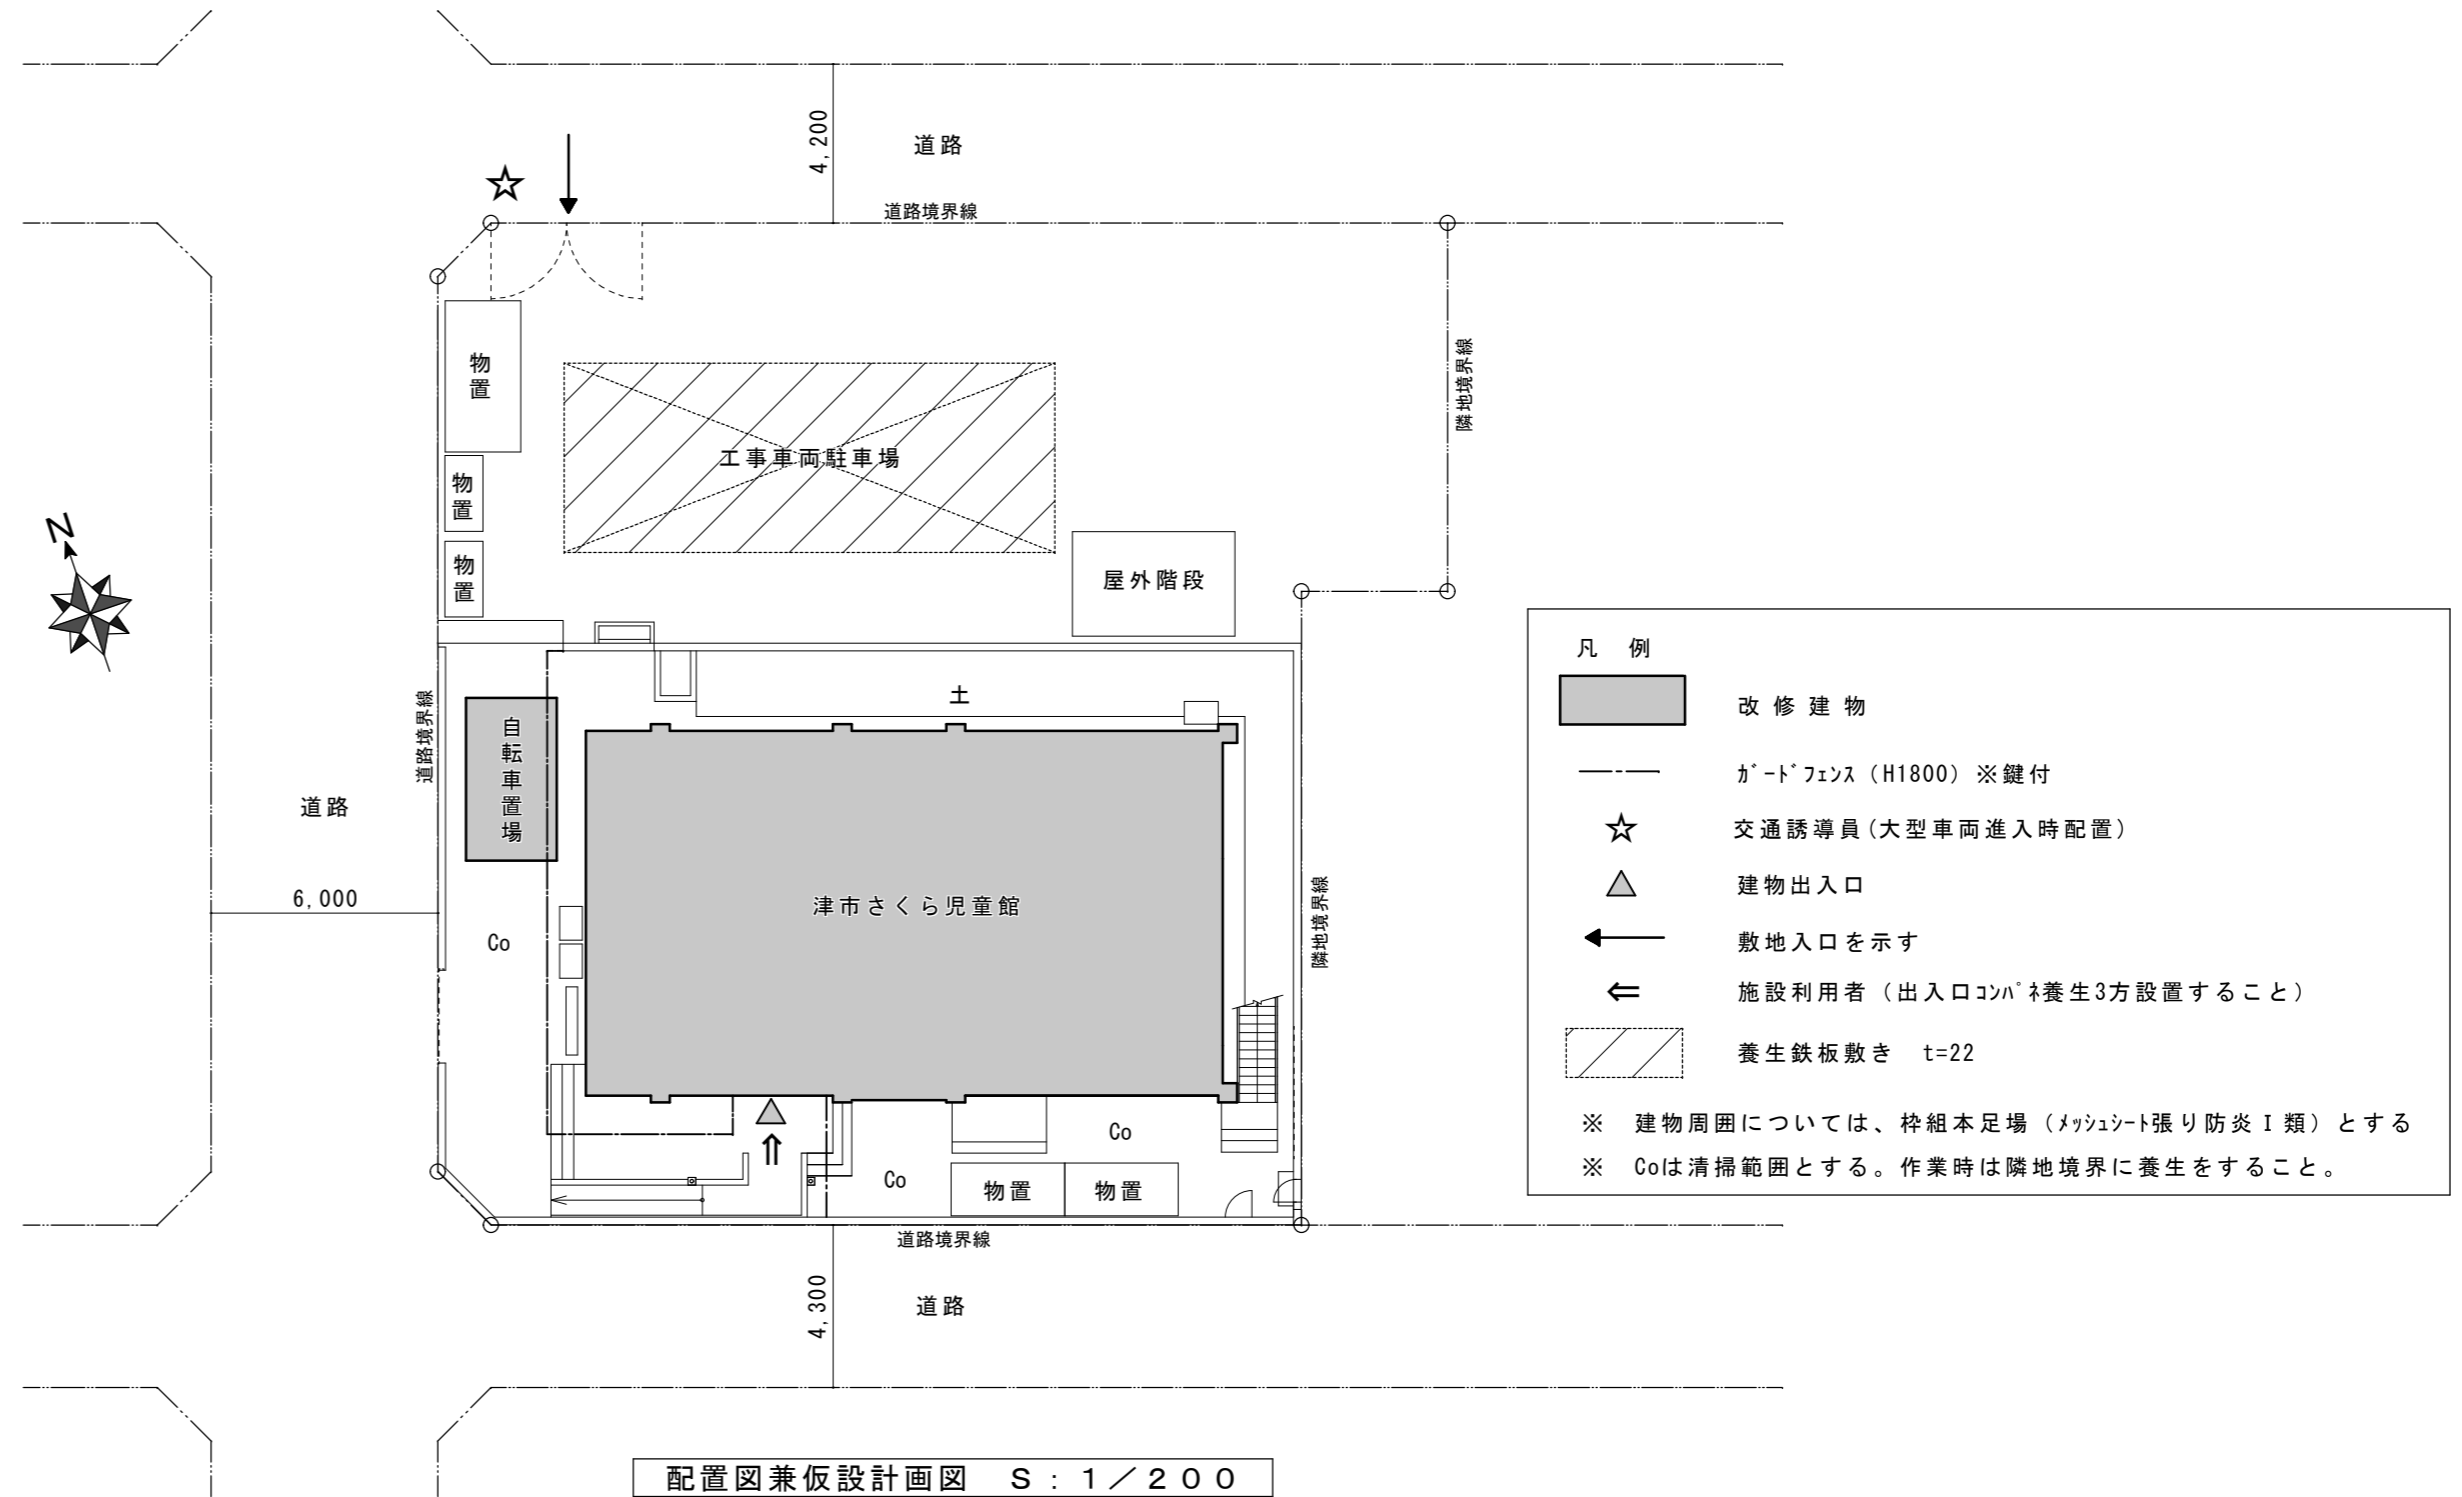 4,200
道路
道路境界線
物置
隣地境界線
工事車両駐車場
物置
N
物置
屋外階段
土
道路境界線
自転車置場
道路
6,000
津市さくら児童館
隣地境界線
Co
Co
Co
物置
物置
道路境界線
4,300
道路
凡 例
改修建物
ｶﾞｰﾄﾞﾌｪﾝｽ（H1800）※鍵付
☆ 交通誘導員(大型車両進入時配置)
建物出入口
敷地入口を示す
⇐ 施設利用者（出入口ｺﾝﾊﾟﾈ養生3方設置すること）
養生鉄板敷き t=22
※ 建物周囲については、枠組本足場（ﾒｯｼｭｼｰﾄ張り防炎Ⅰ類）とする
※ Coは清掃範囲とする。作業時は隣地境界に養生をすること。
配置図兼仮設計画図 Ｓ：１／２００